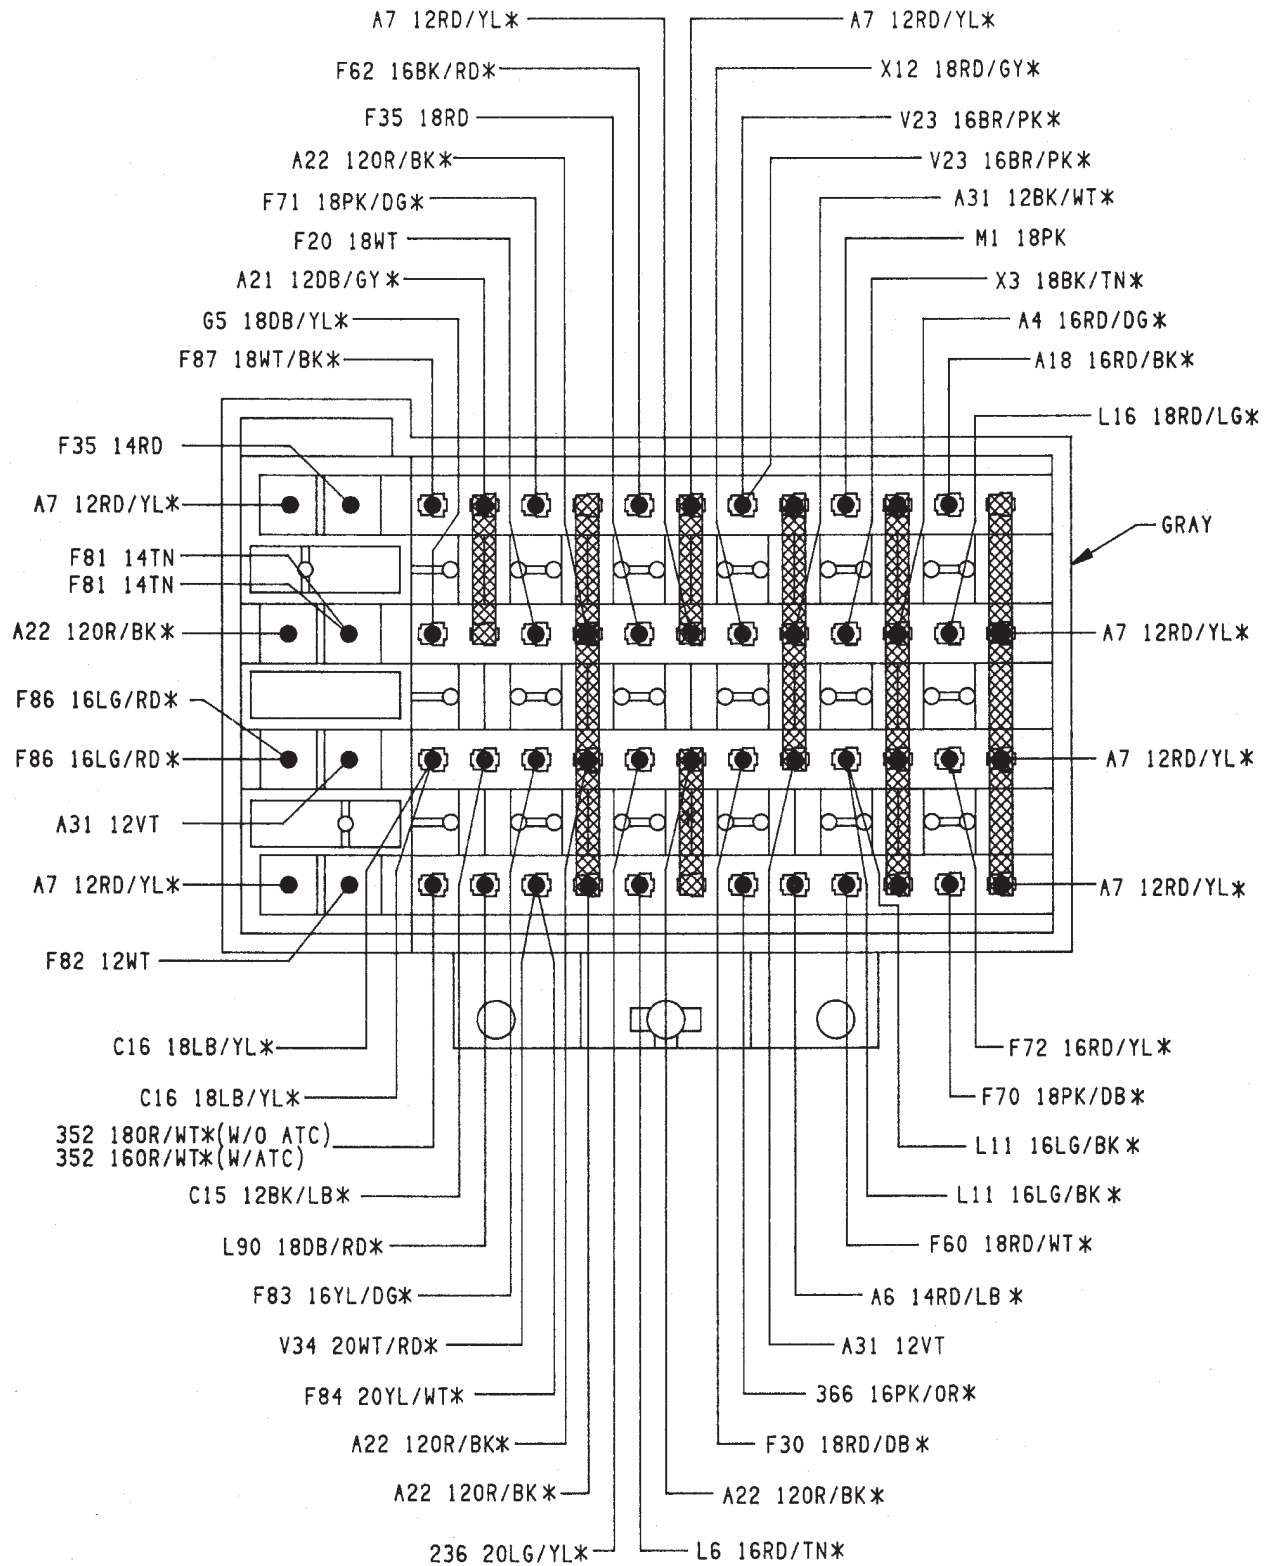 A7 12RD/YL*
A7 12RD/YL*
F62 16BK/RD*
X12 18RD/GY*
F35 18RD
V23 16BR/PK*
A22 12OR/BK*
V23 16BR/PK*
F71 18PK/DG*
A31 12BK/WT*
F20 18WT
M1 18PK
A21 12DB/GY*
X3 18BK/TN*
G5 18DB/YL*
A4 16RD/DG*
F87 18WT/BK*
A18 16RD/BK*
L16 18RD/LG*
F35 14RD
A7 12RD/YL*
GRAY
F81 14TN
F81 14TN
A22 12OR/BK*
A7 12RD/YL*
F86 16LG/RD*
F86 16LG/RD*
A7 12RD/YL*
A31 12VT
A7 12RD/YL*
A7 12RD/YL*
F82 12WT
C16 18LB/YL*
F72 16RD/YL*
C16 18LB/YL*
F70 18PK/DB*
352 18OR/WT*(W/O ATC)
352 16OR/WT*(W/ATC)
L11 16LG/BK*
C15 12BK/LB*
L11 16LG/BK*
L90 18DB/RD*
F60 18RD/WT*
F83 16YL/DG*
A6 14RD/LB*
V34 20WT/RD*
A31 12VT
F84 20YL/WT*
366 16PK/OR*
A22 12OR/BK*
F30 18RD/DB*
A22 12OR/BK*
A22 12OR/BK*
236 20LG/YL*
L6 16RD/TN*